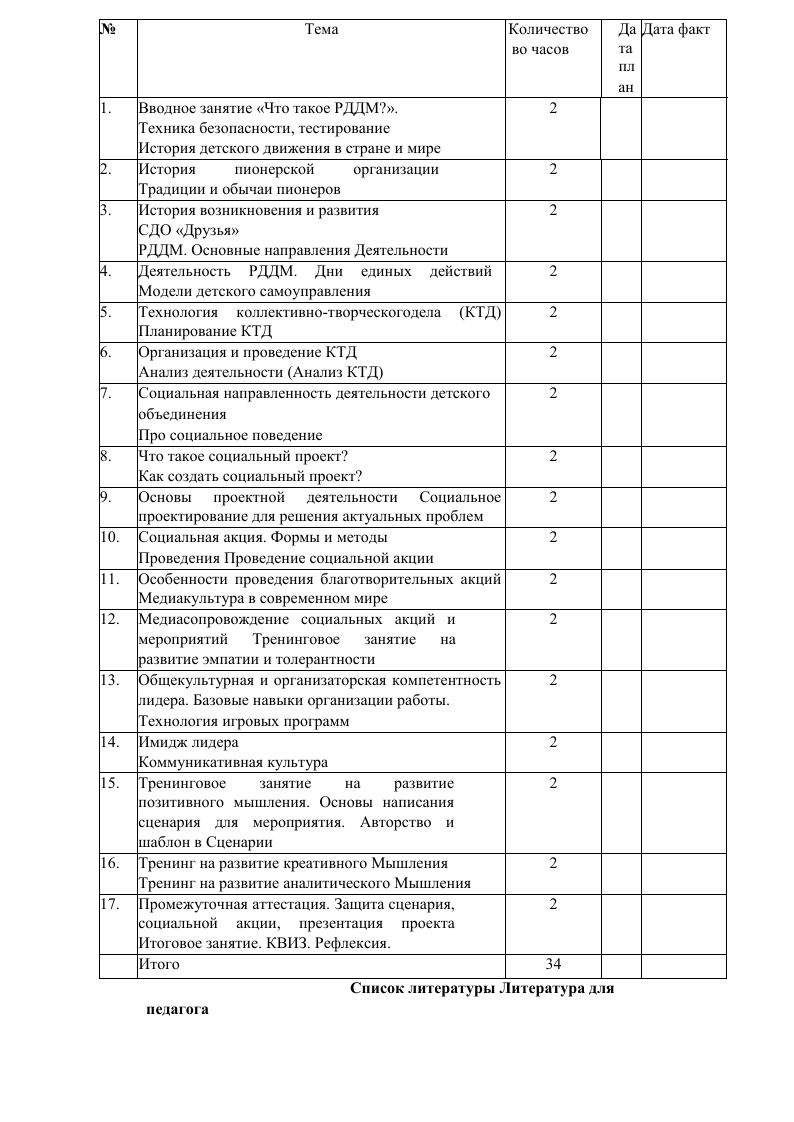 № Тема Количество Да Дата факт
во часов та
пл
ан
1. Вводное занятие «Что такое РДДМ?». 2
Техника безопасности, тестирование
История детского движения в стране и мире
2. История пионерской организации 2
Традиции и обычаи пионеров
3. История возникновения и развития 2
СДО «Друзья»
РДДМ. Основные направления Деятельности
4. Деятельность РДДМ. Дни единых действий 2
Модели детского самоуправления
5. Технология коллективно-творческогодела (КТД) 2
Планирование КТД
6. Организация и проведение КТД 2
Анализ деятельности (Анализ КТД)
7. Социальная направленность деятельности детского 2
объединения
Про социальное поведение
8. Что такое социальный проект? 2
Как создать социальный проект?
9. Основы проектной деятельности Социальное 2
проектирование для решения актуальных проблем
10. Социальная акция. Формы и методы 2
Проведения Проведение социальной акции
11. Особенности проведения благотворительных акций 2
Медиакультура в современном мире
12. Медиасопровождение социальных акций и 2
мероприятий Тренинговое занятие на
развитие эмпатии и толерантности
13. Общекультурная и организаторская компетентность 2
лидера. Базовые навыки организации работы.
Технология игровых программ
14. Имидж лидера 2
Коммуникативная культура
15. Тренинговое занятие на развитие 2
позитивного мышления. Основы написания
сценария для мероприятия. Авторство и
шаблон в Сценарии
16. Тренинг на развитие креативного Мышления 2
Тренинг на развитие аналитического Мышления
17. Промежуточная аттестация. Защита сценария, 2
социальной акции, презентация проекта
Итоговое занятие. КВИЗ. Рефлексия.
Итого 34
Список литературы Литература для
педагога